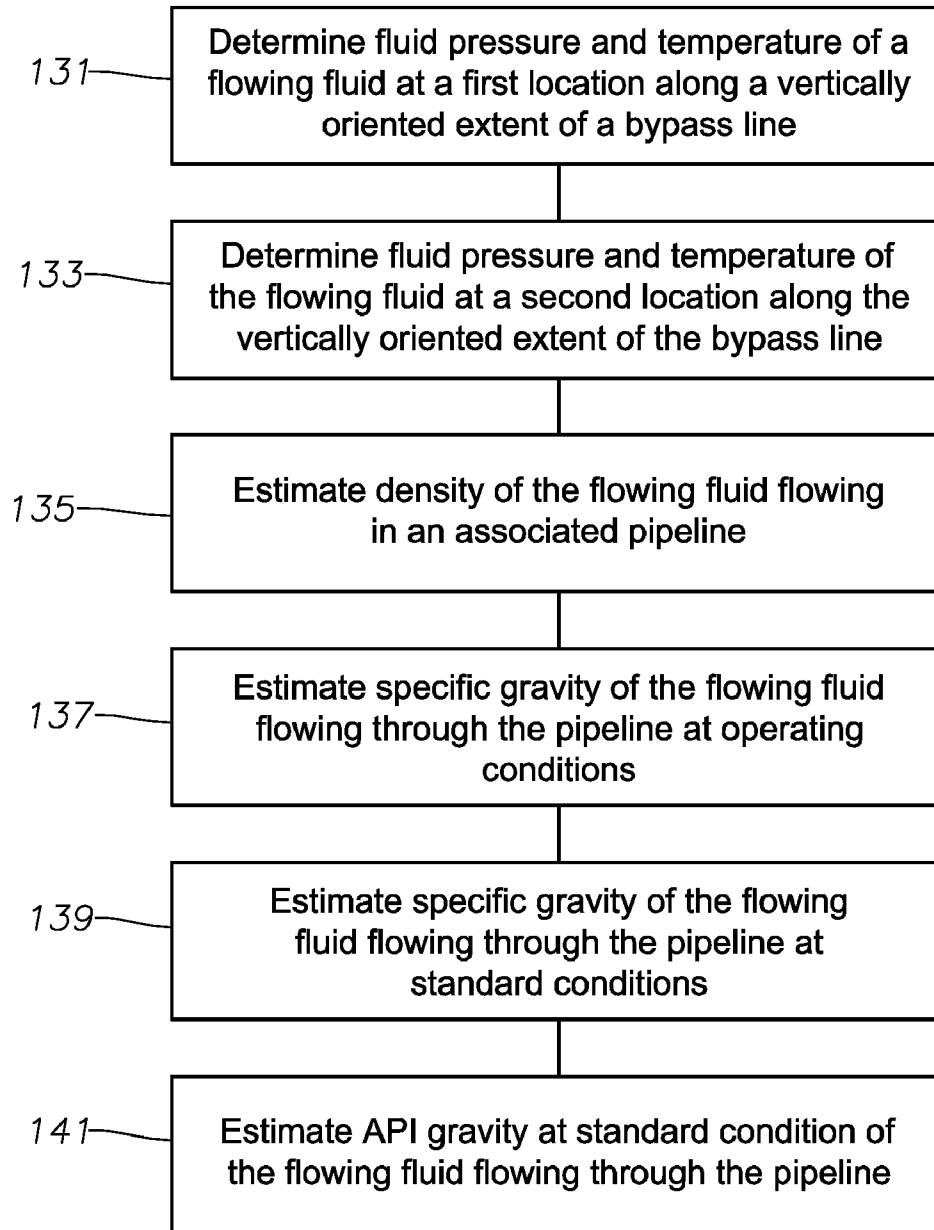 Determine fluid pressure and temperature of a
131 flowing fluid at a first location along a vertically
oriented extent of a bypass line
Determine fluid pressure and temperature of
133 the flowing fluid at a second location along the
vertically oriented extent of the bypass line
135 Estimate density of the flowing fluid flowing
in an associated pipeline
Estimate specific gravity of the flowing fluid
137 flowing through the pipeline at operating
conditions
Estimate specific gravity of the flowing
139 fluid flowing through the pipeline at
standard conditions
141 Estimate API gravity at standard condition of
the flowing fluid flowing through the pipeline